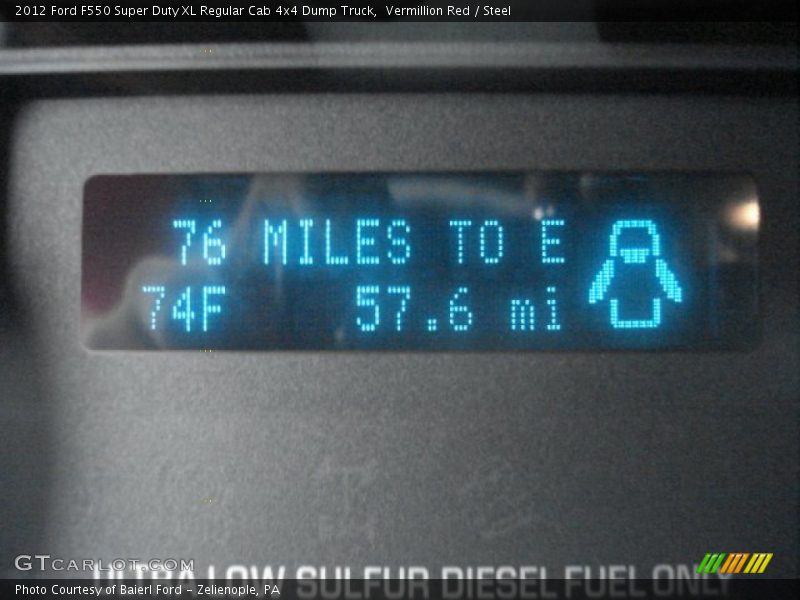 2012 Ford F550 Super Duty XL Regular Cab 4x4 Dump Truck,  Vermillion Red / Steel
76 MILES TO E
74F 57.6 mi
GTCARLOT.COM
ULTRA LOW SULFUR DIESEL FUEL ONLY
Photo Courtesy of Baierl Ford - Zelienople, PA